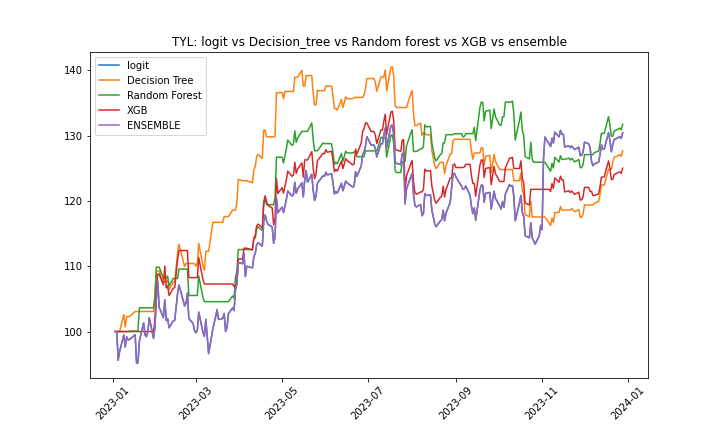 TYL: logit vs Decision_tree vs Random forest vs XGB vs ensemble
logit
Decision Tree
Random Forest
XGB
ENSEMBLE
140
130
120
110
100
2023-01
2023-03
2023-05
2023-07
2023-09
2023-11
2024-01